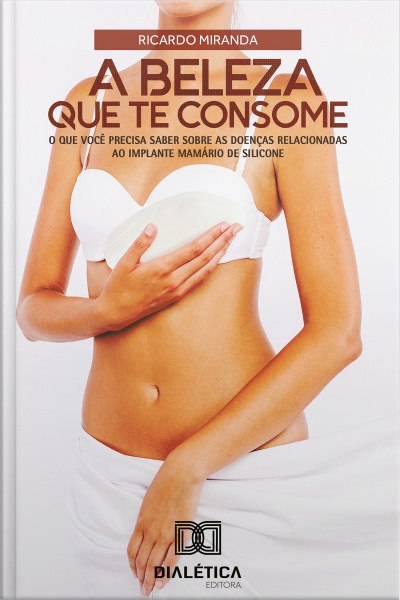 RICARDO MIRANDA
A BELEZA
QUE TE CONSOME
O QUE VOCÊ PRECISA SABER SOBRE AS DOENÇAS RELACIONADAS
AO IMPLANTE MAMÁRIO DE SILICONE
DIALÉTICA
EDITORA